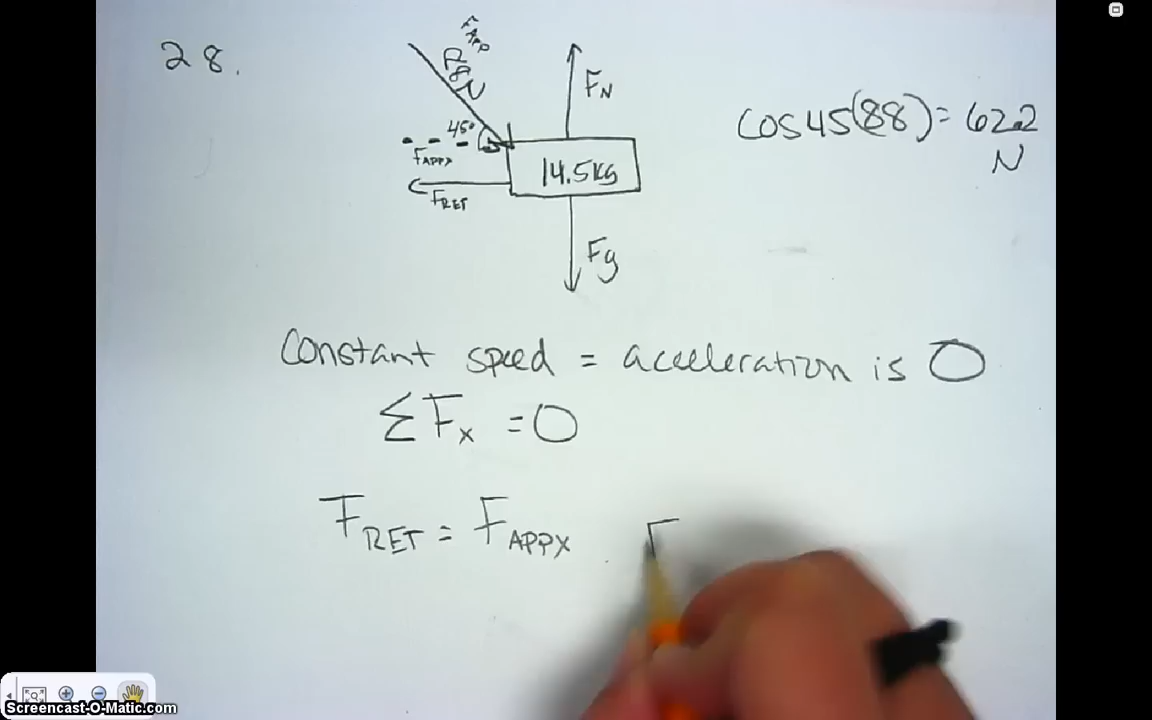 28.
FAPP
88N
FN
cos45(88) = 62.2
N
45°
FAPPX
14.5kg
FRET
Fg
Constant speed = acceleration is 0
ΣFx = 0
FRET = FAPPX F
Screencast-O-Matic.com